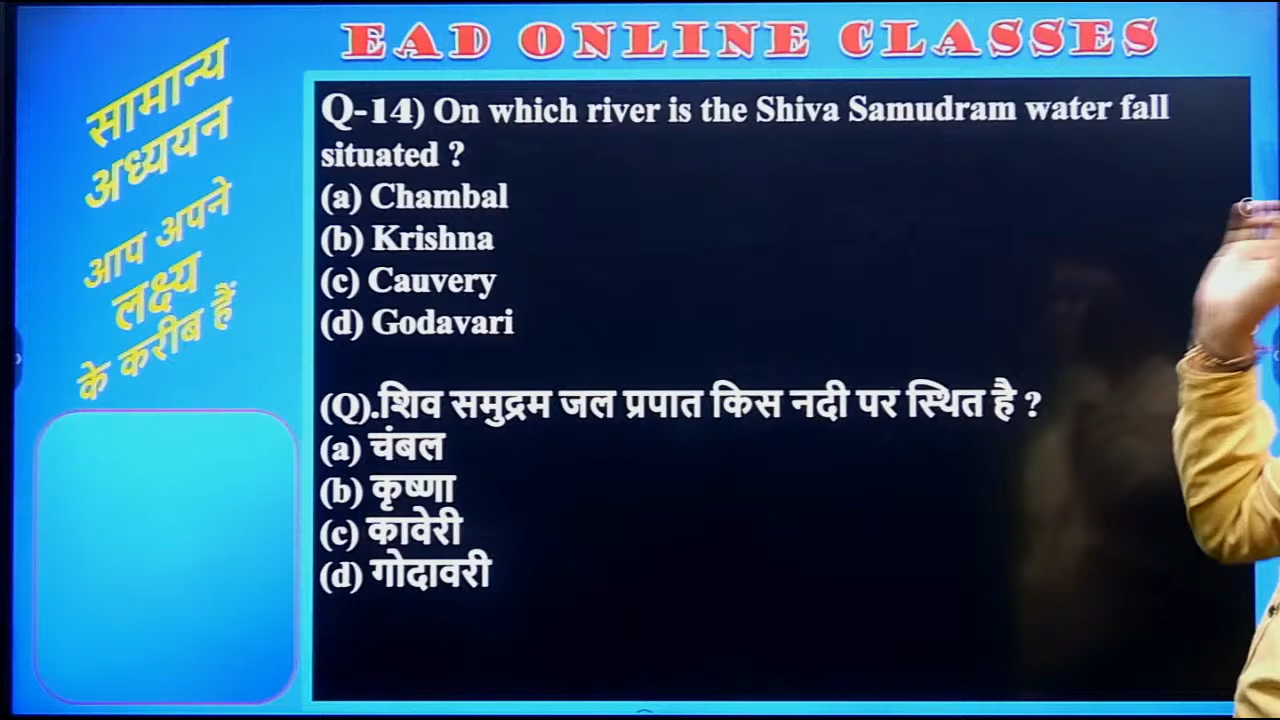 EAD ONLINE CLASSES
सामान्य
अध्ययन
आप अपने
लक्ष्य
के करीब हैं
Q-14) On which river is the Shiva Samudram water fall
situated ?
(a) Chambal
(b) Krishna
(c) Cauvery
(d) Godavari
(Q).शिव समुद्रम जल प्रपात किस नदी पर स्थित है ?
(a) चंबल
(b) कृष्णा
(c) कावेरी
(d) गोदावरी